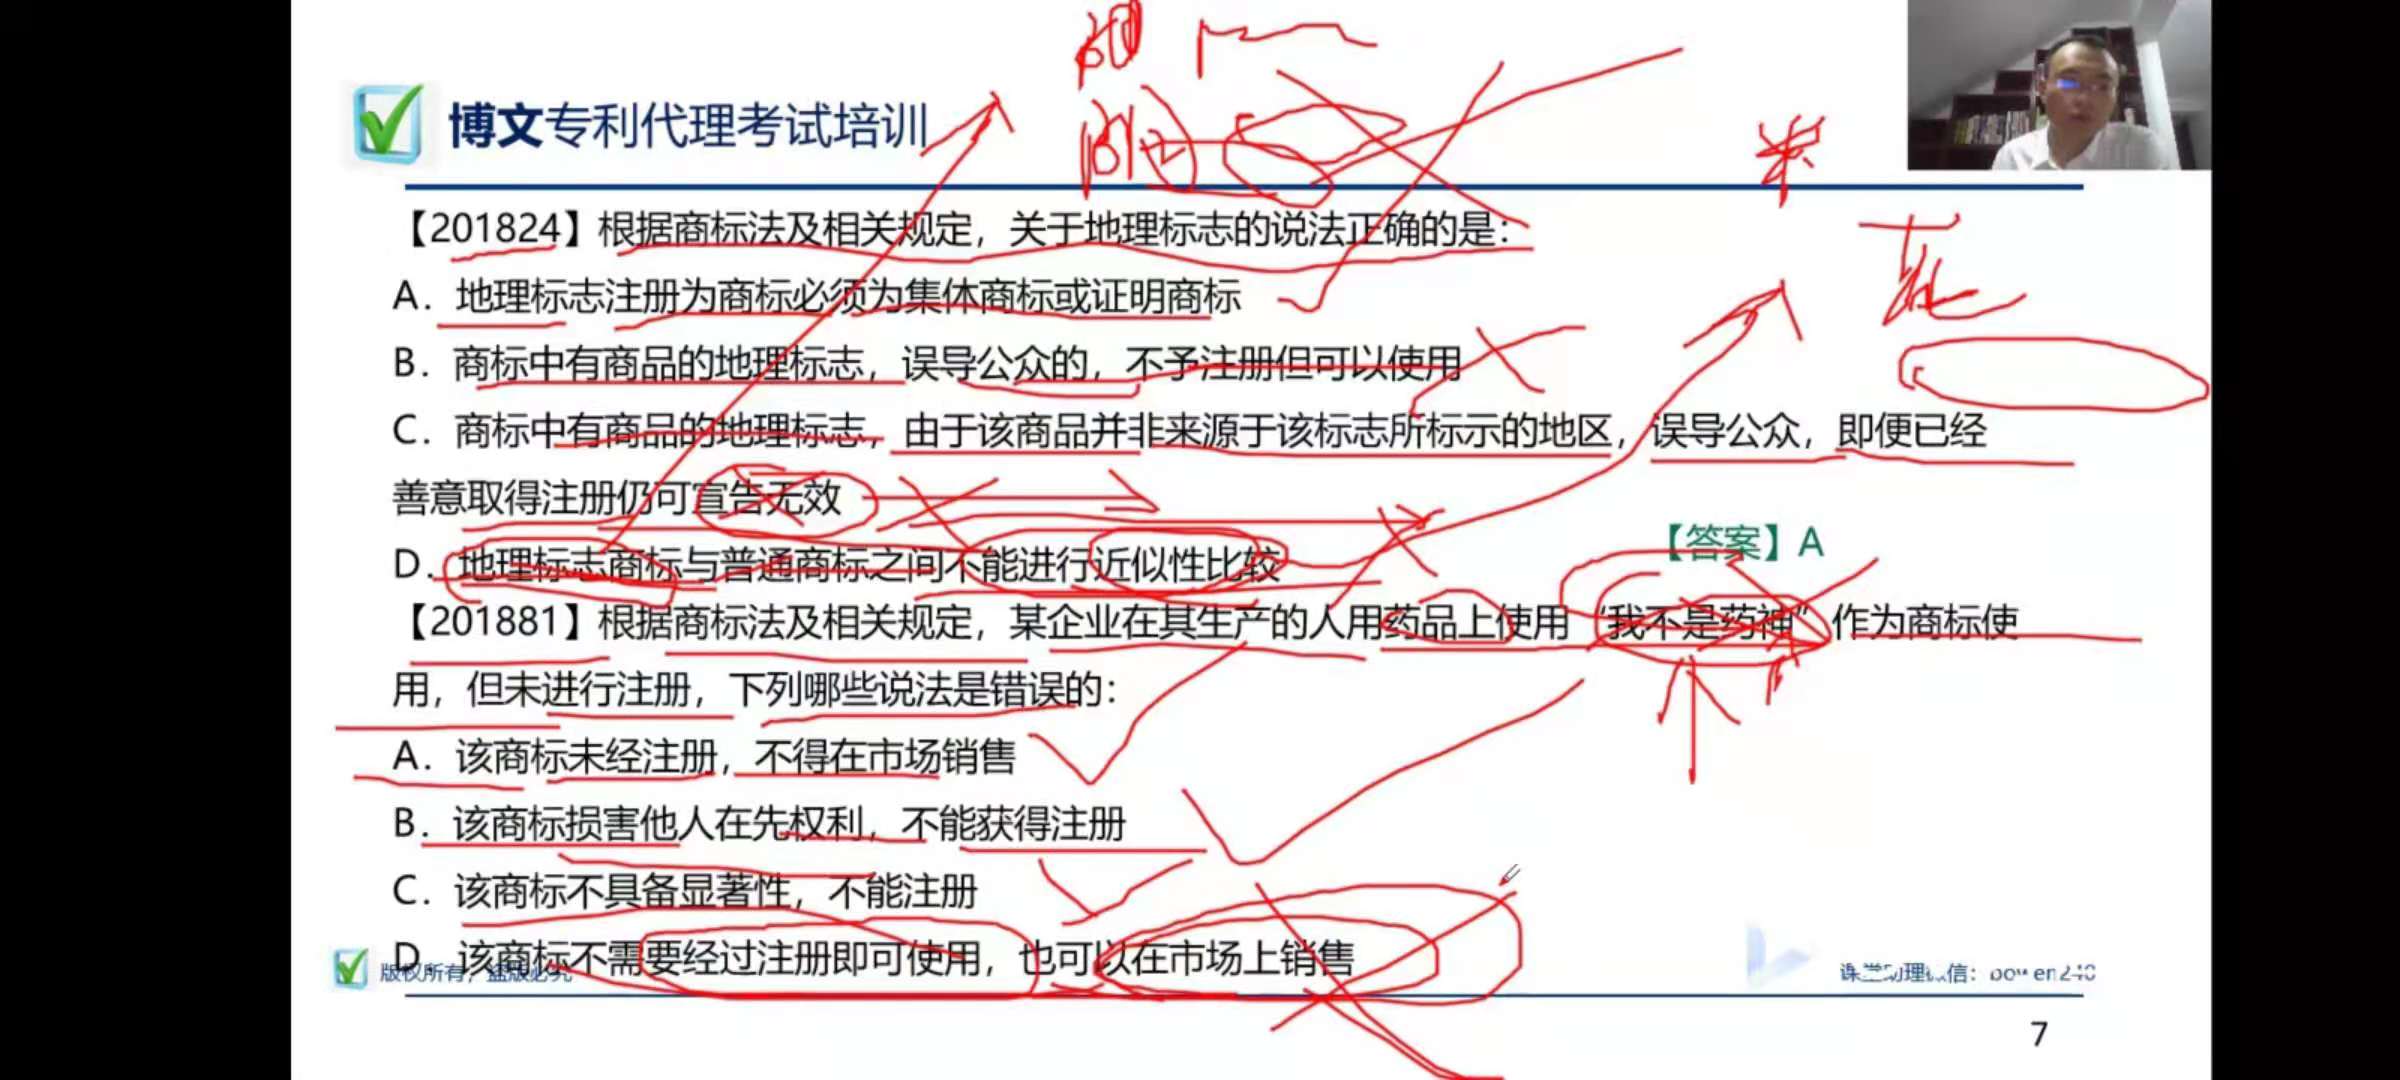 博文专利代理考试培训
【201824】根据商标法及相关规定，关于地理标志的说法正确的是：
A．地理标志注册为商标必须为集体商标或证明商标
B．商标中有商品的地理标志，误导公众的，不予注册但可以使用
C．商标中有商品的地理标志，由于该商品并非来源于该标志所标示的地区，误导公众，即便已经
善意取得注册仍可宣告无效
D．地理标志商标与普通商标之间不能进行近似性比较
【答案】A
【201881】根据商标法及相关规定，某企业在其生产的人用药品上使用“我不是药神”作为商标使
用，但未进行注册，下列哪些说法是错误的：
A．该商标未经注册，不得在市场销售
B．该商标损害他人在先权利，不能获得注册
C．该商标不具备显著性，不能注册
D．该商标不需要经过注册即可使用，也可以在市场上销售
版权所有，盗版必究
课堂助理微信：bowen240
7